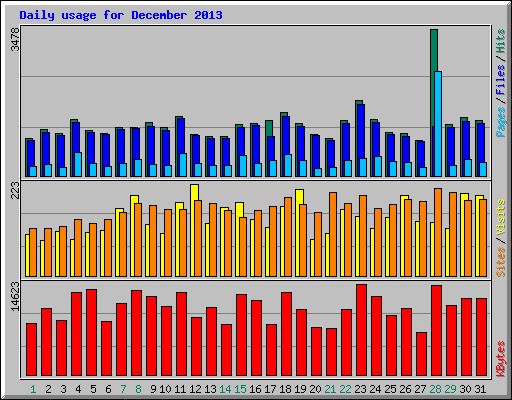 Daily usage for December 2013
3478
Pages / Files / Hits
223
Sites / Visits
14623
KBytes
1 2 3 4 5 6 7 8 9 10 11 12 13 14 15 16 17 18 19 20 21 22 23 24 25 26 27 28 29 30 31